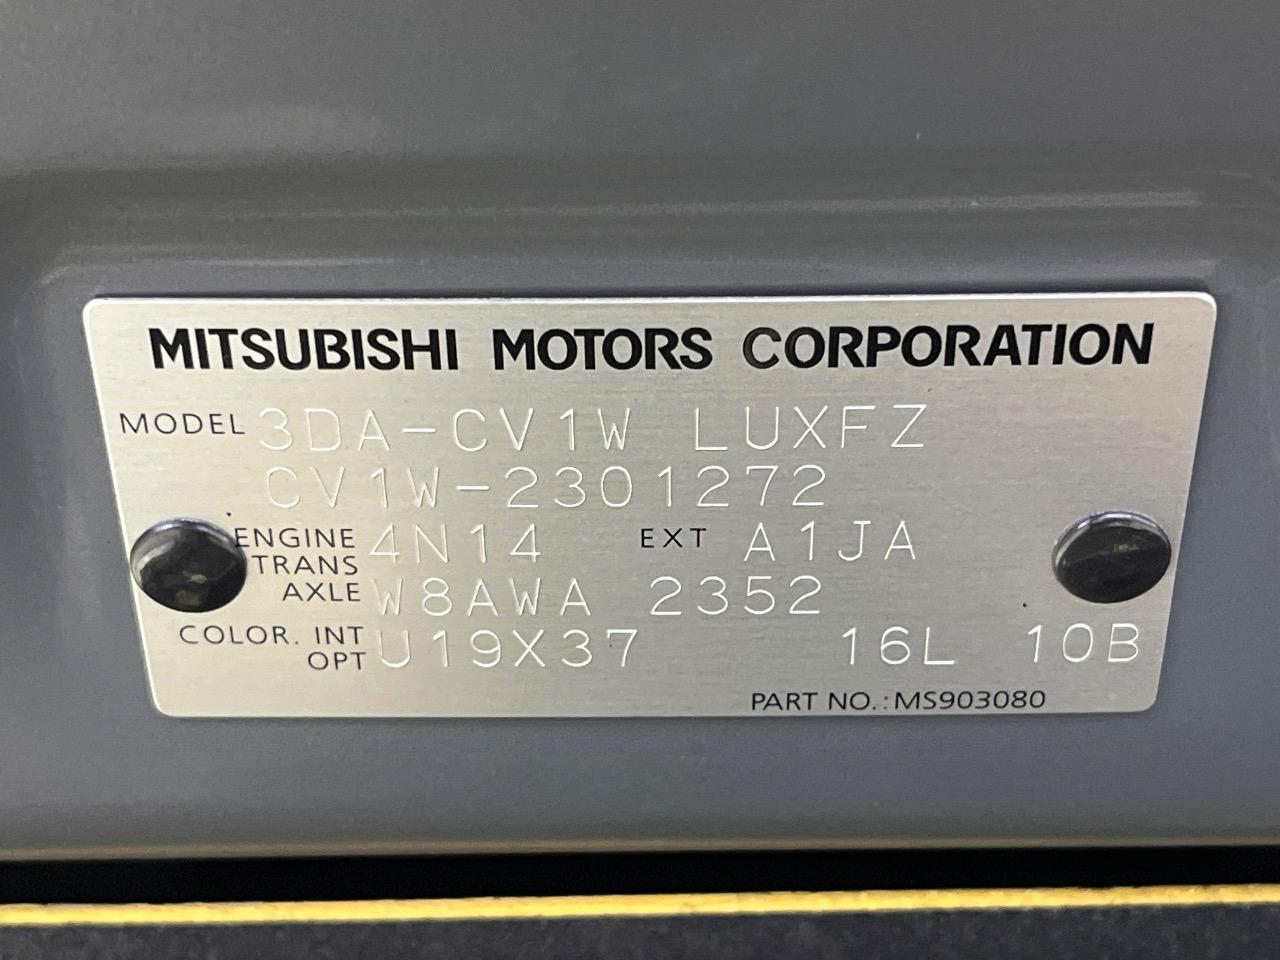 MITSUBISHI MOTORS CORPORATION
MODEL 3DA-CV1W LUXFZ
CV1W-2301272
ENGINE 4N14 EXT A1JA
TRANS
AXLE W8AWA 2352
COLOR. INT
OPT U19X37 16L 10B
PART NO.:MS903080